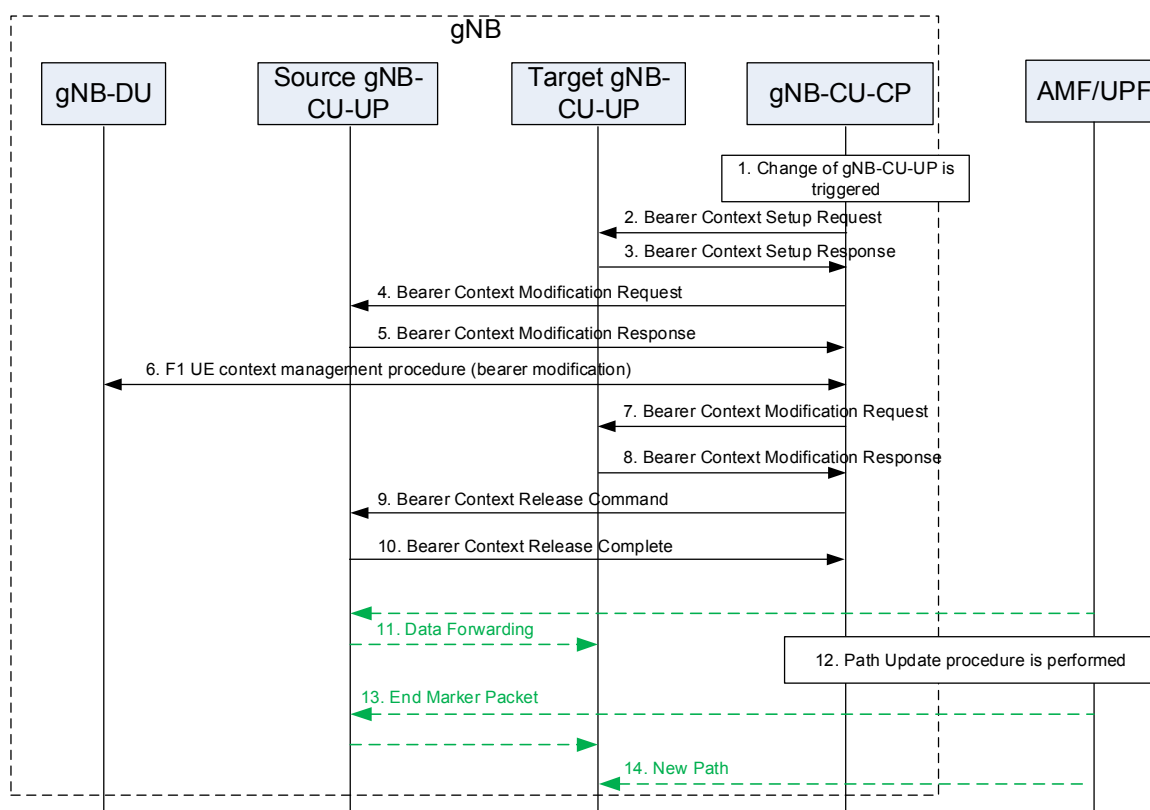 gNB
gNB-DU
Source gNB-
CU-UP
Target gNB-
CU-UP
gNB-CU-CP
AMF/UPF
1. Change of gNB-CU-UP is
triggered
2. Bearer Context Setup Request
3. Bearer Context Setup Response
4. Bearer Context Modification Request
5. Bearer Context Modification Response
6. F1 UE context management procedure (bearer modification)
7. Bearer Context Modification Request
8. Bearer Context Modification Response
9. Bearer Context Release Command
10. Bearer Context Release Complete
11. Data Forwarding
12. Path Update procedure is performed
13. End Marker Packet
14. New Path